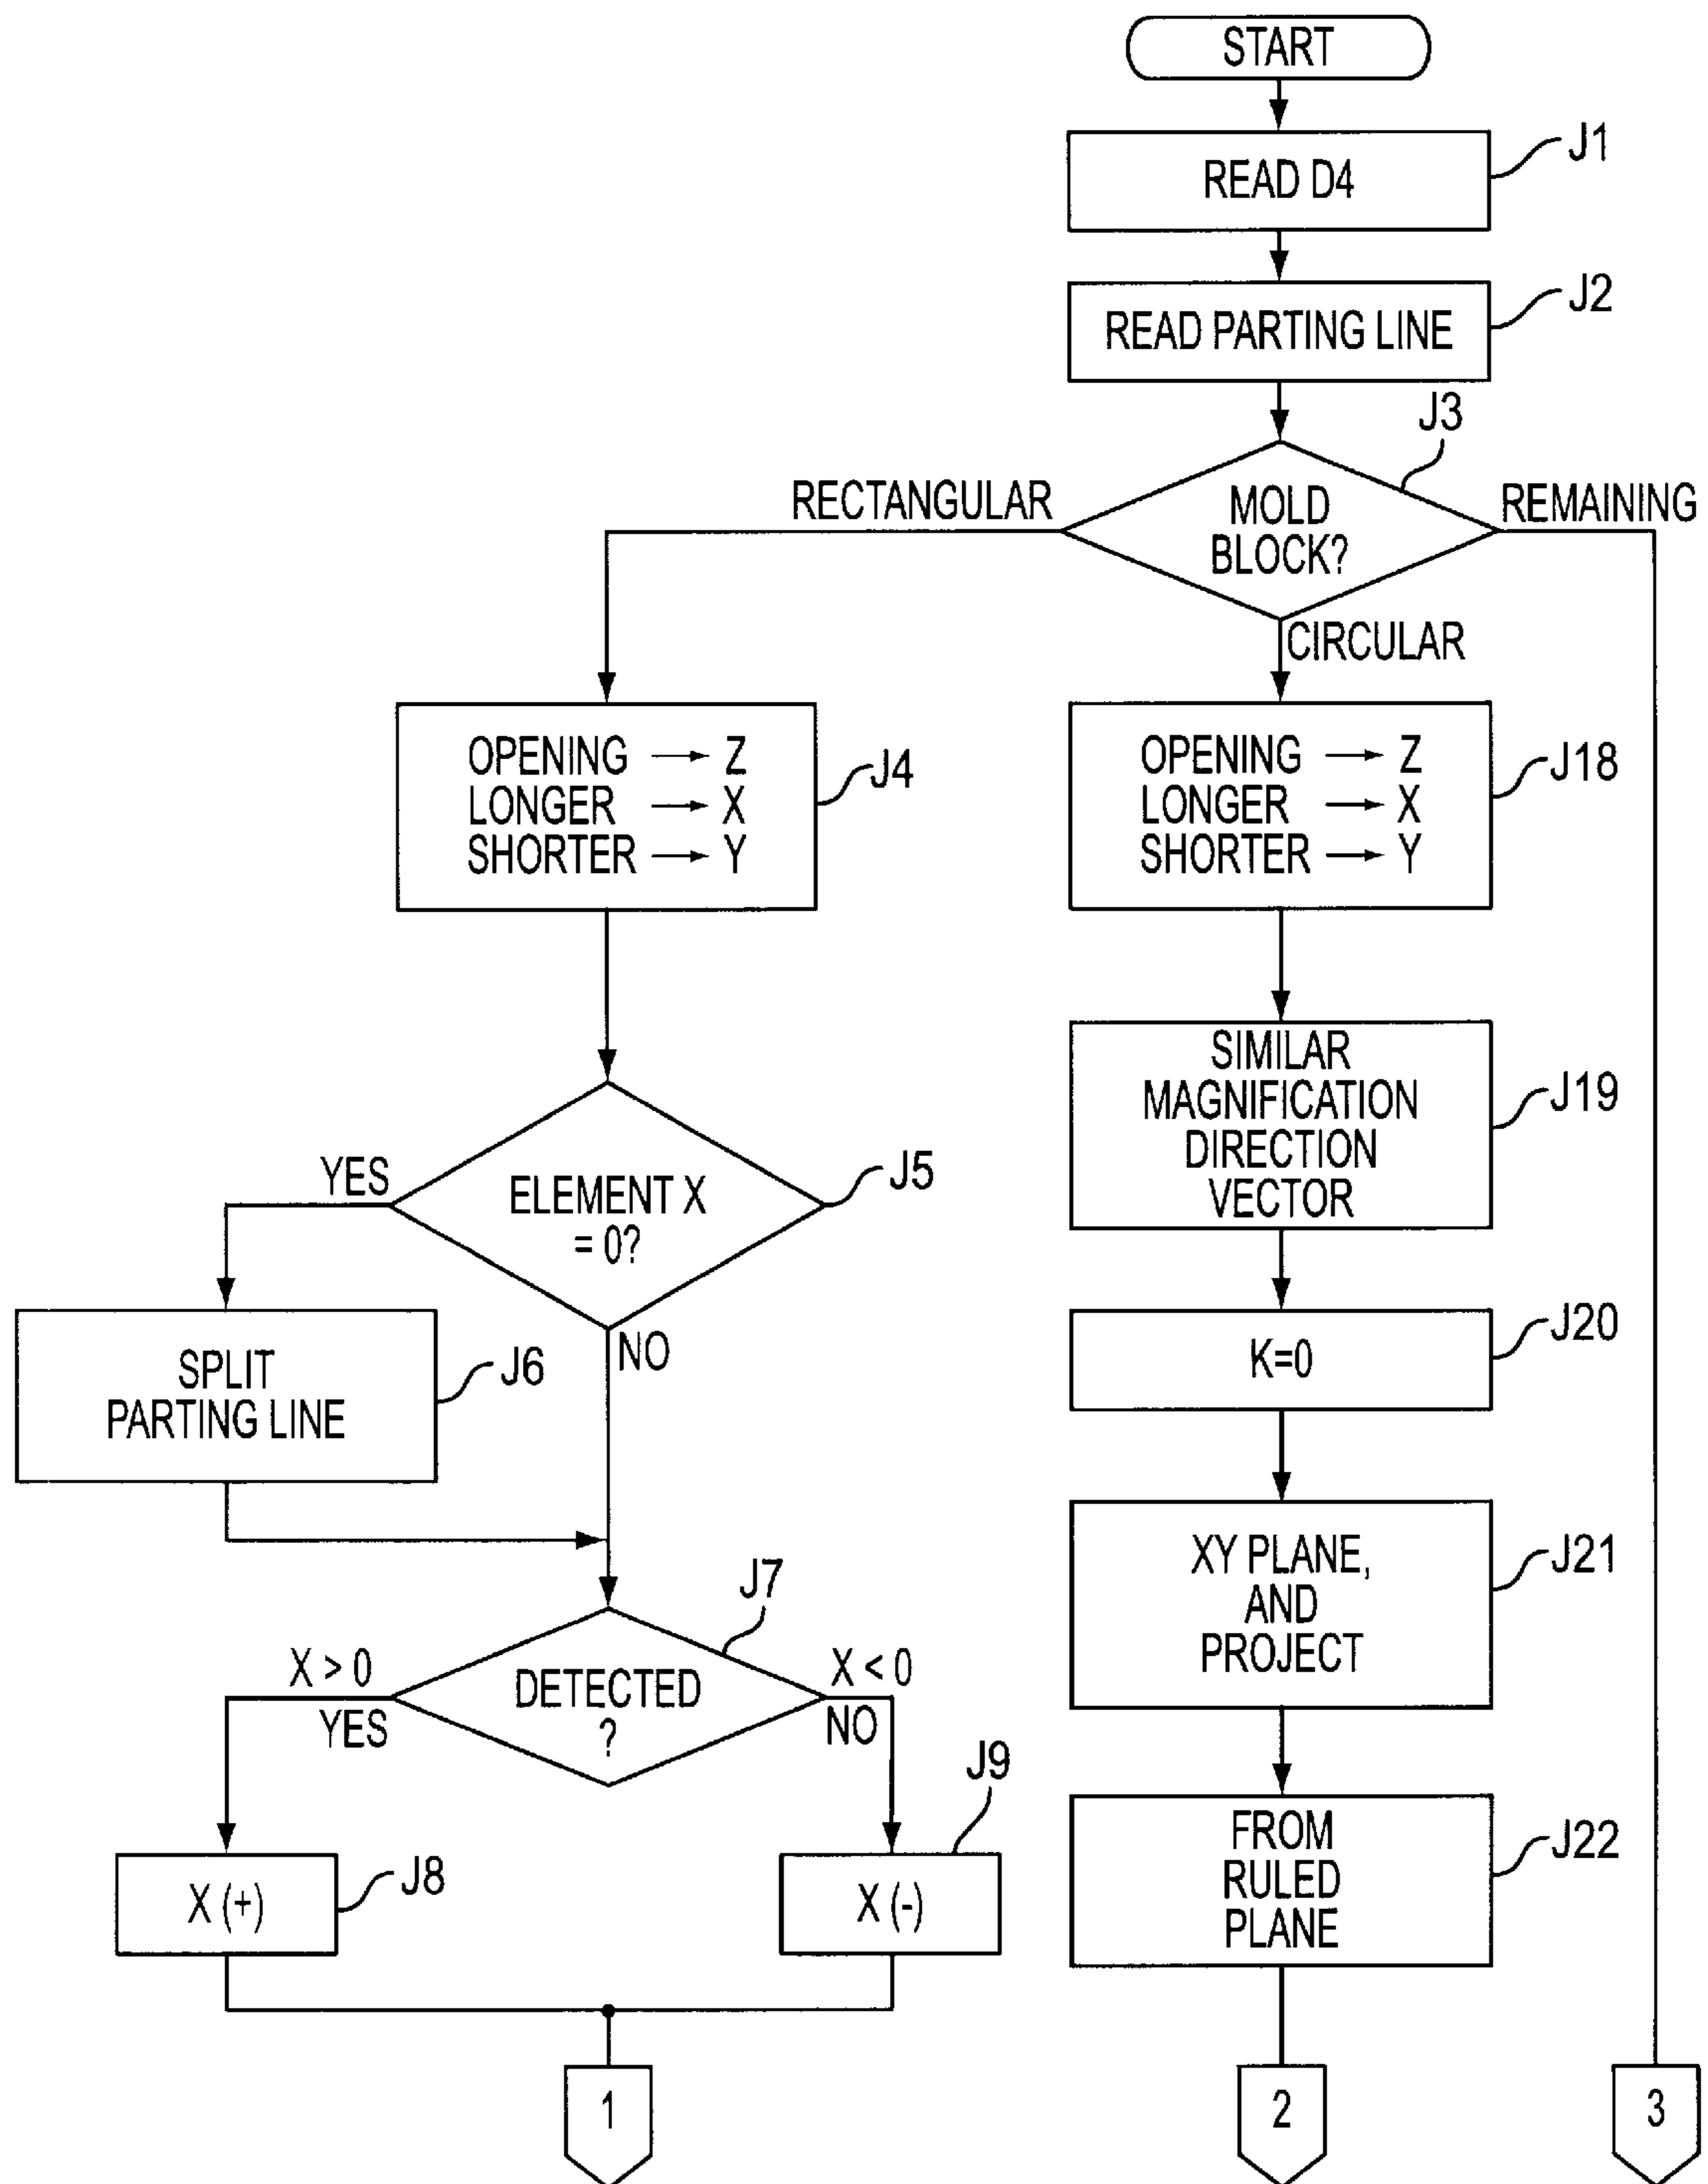 START
READ D4
J1
READ PARTING LINE
J2
J3
RECTANGULAR
MOLD
BLOCK?
REMAINING
CIRCULAR
OPENING → Z
LONGER → X
SHORTER → Y
J4
OPENING → Z
LONGER → X
SHORTER → Y
J18
SIMILAR
MAGNIFICATION
DIRECTION
VECTOR
J19
YES
ELEMENT X
= 0?
J5
NO
SPLIT
PARTING LINE
J6
K=0
J20
XY PLANE,
AND
PROJECT
J21
J7
X > 0
YES
DETECTED
?
X < 0
NO
X (+)
J8
X (-)
J9
FROM
RULED
PLANE
J22
1
2
3